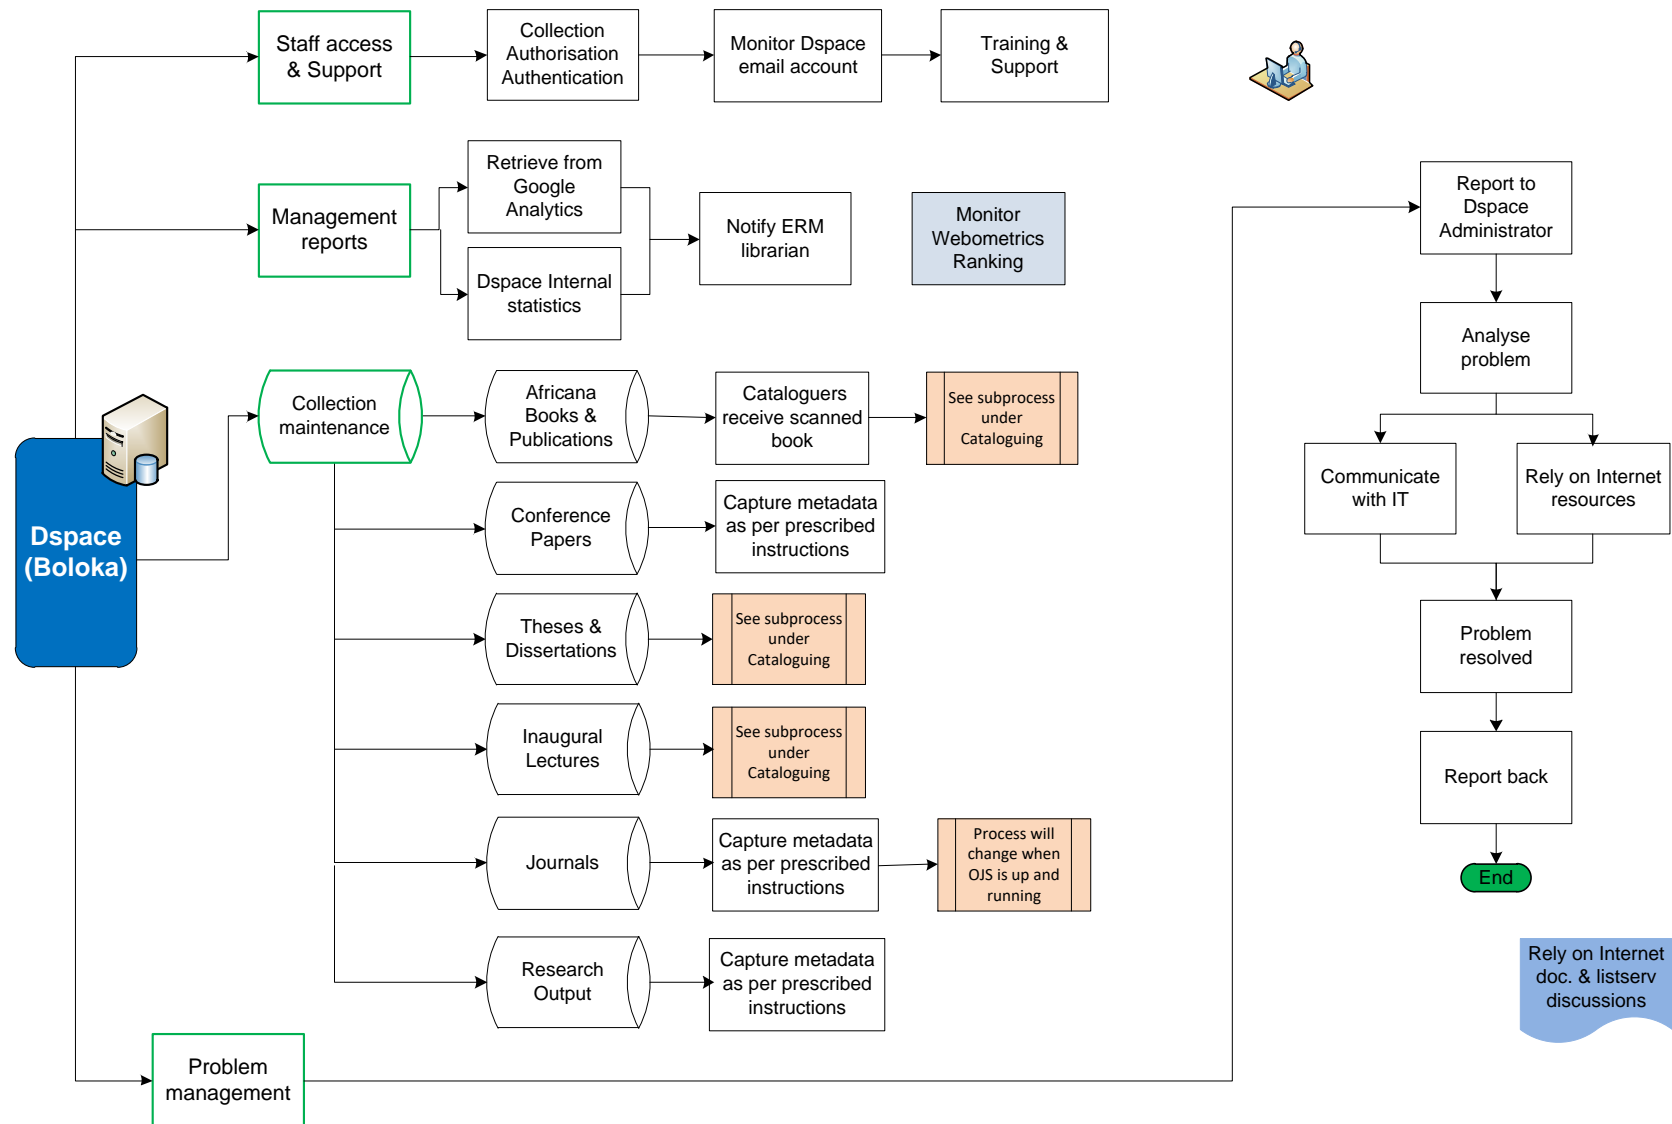 Staff access
& Support
Collection
Authorisation
Authentication
Monitor Dspace
email account
Training &
Support
Management
reports
Retrieve from
Google
Analytics
Dspace Internal
statistics
Notify ERM
librarian
Monitor
Webometrics
Ranking
Report to
Dspace
Administrator
Analyse
problem
Communicate
with IT
Rely on Internet
resources
Problem
resolved
Report back
End
Rely on Internet
doc. & listserv
discussions
Dspace
(Boloka)
Collection
maintenance
Africana
Books &
Publications
Cataloguers
receive scanned
book
See subprocess
under
Cataloguing
Conference
Papers
Capture metadata
as per prescribed
instructions
Theses &
Dissertations
See subprocess
under
Cataloguing
Inaugural
Lectures
See subprocess
under
Cataloguing
Journals
Capture metadata
as per prescribed
instructions
Process will
change when
OJS is up and
running
Research
Output
Capture metadata
as per prescribed
instructions
Problem
management